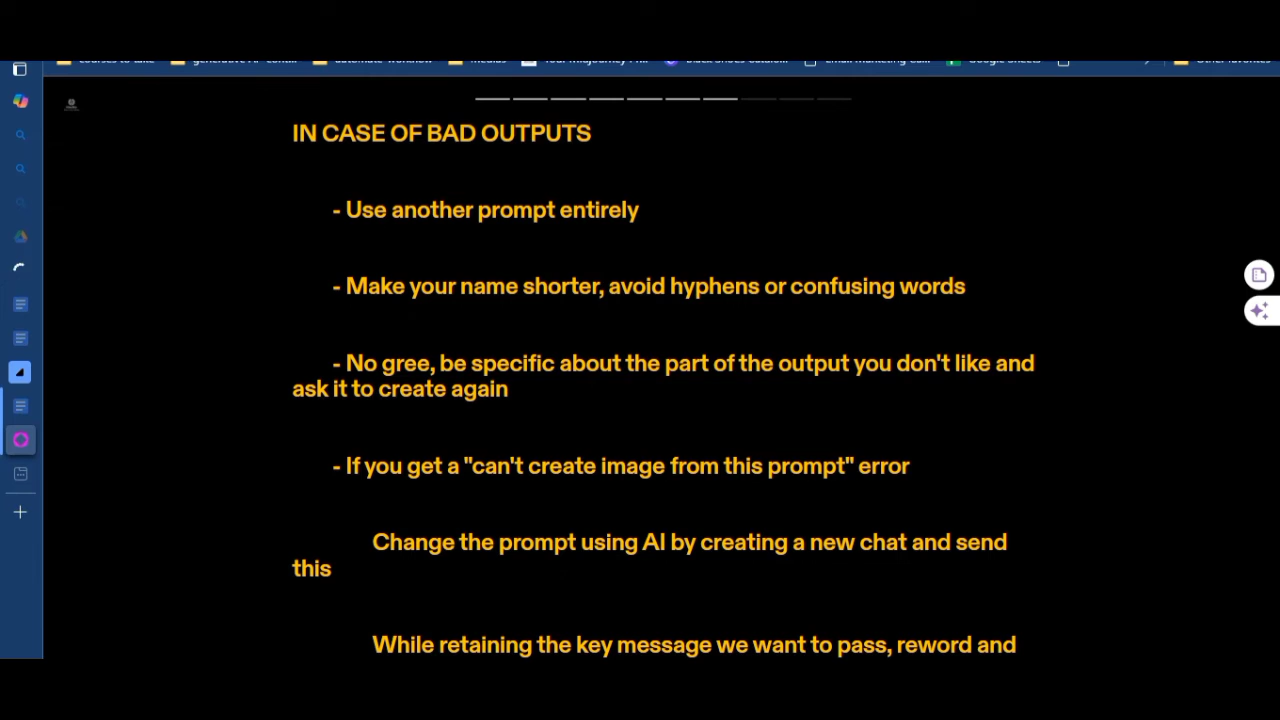 IN CASE OF BAD OUTPUTS
- Use another prompt entirely
- Make your name shorter, avoid hyphens or confusing words
- No gree, be specific about the part of the output you don't like and
ask it to create again
- If you get a "can't create image from this prompt" error
Change the prompt using AI by creating a new chat and send
this
While retaining the key message we want to pass, reword and